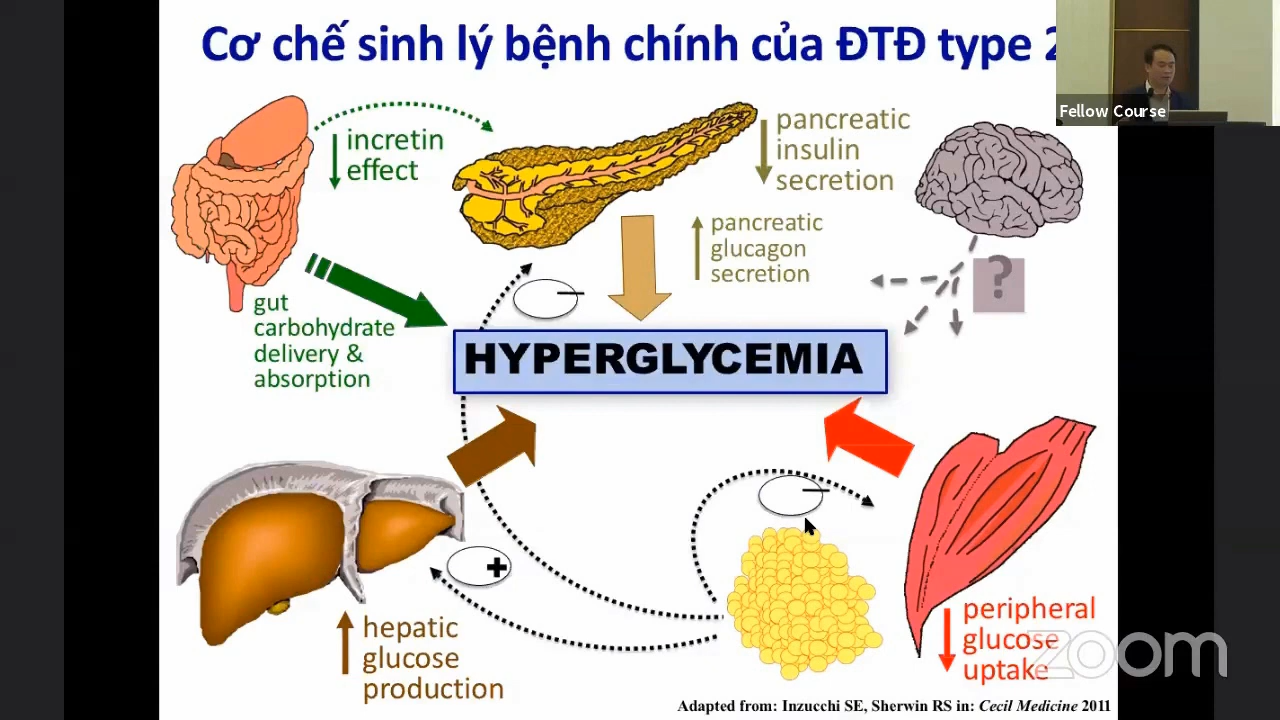 Cơ chế sinh lý bệnh chính của ĐTĐ type 2
Fellow Course
incretin
effect
pancreatic
insulin
secretion
pancreatic
glucagon
secretion
?
gut
carbohydrate
delivery &
absorption
HYPERGLYCEMIA
hepatic
glucose
production
peripheral
glucose
uptake
zoom
Adapted from: Inzucchi SE, Sherwin RS in: Cecil Medicine 2011